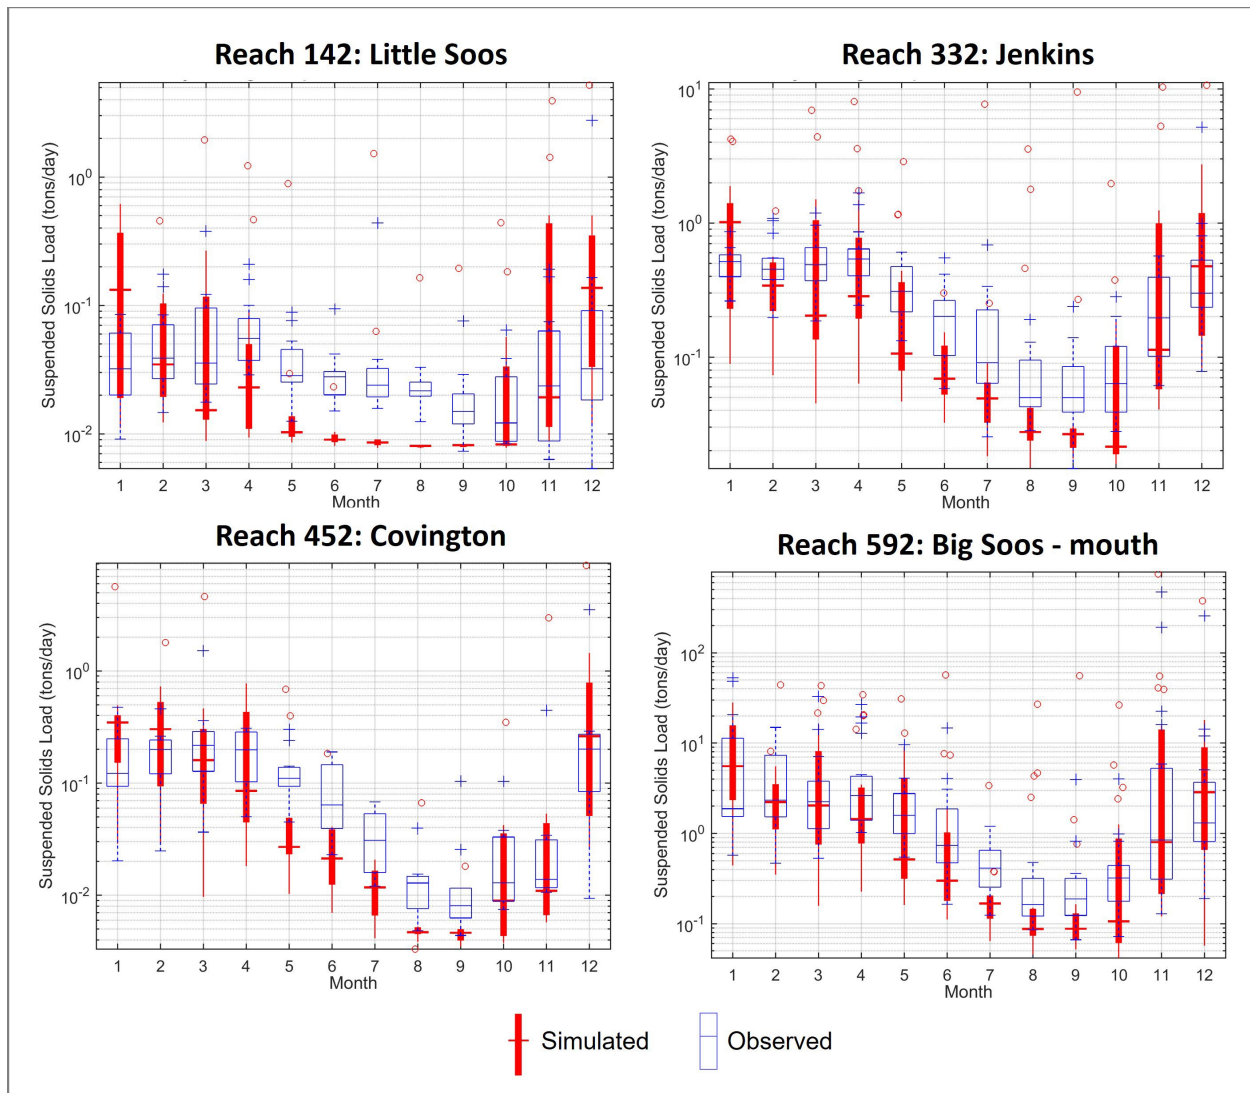 Reach 142: Little Soos
Suspended Solids Load (tons/day)
10^0
10^-1
10^-2
1 2 3 4 5 6 7 8 9 10 11 12
Month
Reach 332: Jenkins
Suspended Solids Load (tons/day)
10^1
10^0
10^-1
1 2 3 4 5 6 7 8 9 10 11 12
Month
Reach 452: Covington
Suspended Solids Load (tons/day)
10^0
10^-1
10^-2
1 2 3 4 5 6 7 8 9 10 11 12
Month
Reach 592: Big Soos - mouth
Suspended Solids Load (tons/day)
10^2
10^1
10^0
10^-1
1 2 3 4 5 6 7 8 9 10 11 12
Month
Simulated
Observed